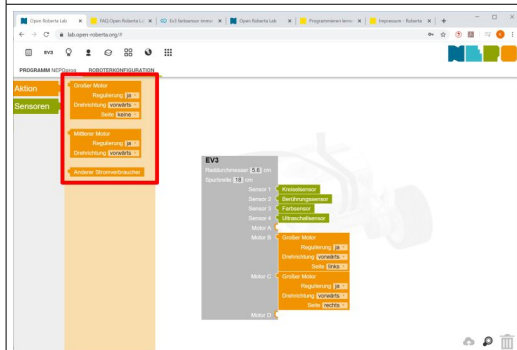 Open Roberta Lab
FAQ Open Roberta La
Open Roberta Lab
Programmieren lerne
Impressum - Roberta
lab.open-roberta.org/#
EV3
PROGRAMM NEPOprog
ROBOTERKONFIGURATION
Aktion
Sensoren
Großer Motor
Regulierung ja
Drehrichtung vorwärts
Seite keine
Mittlerer Motor
Regulierung ja
Drehrichtung vorwärts
Anderer Stromverbraucher
EV3
Raddurchmesser 5,6 cm
Spurbreite 18 cm
Sensor 1 Kreiselsensor
Sensor 2 Berührungssensor
Sensor 3 Farbsensor
Sensor 4 Ultraschallsensor
Motor A
Motor B Großer Motor
Regulierung ja
Drehrichtung vorwärts
Seite links
Motor C Großer Motor
Regulierung ja
Drehrichtung vorwärts
Seite rechts
Motor D